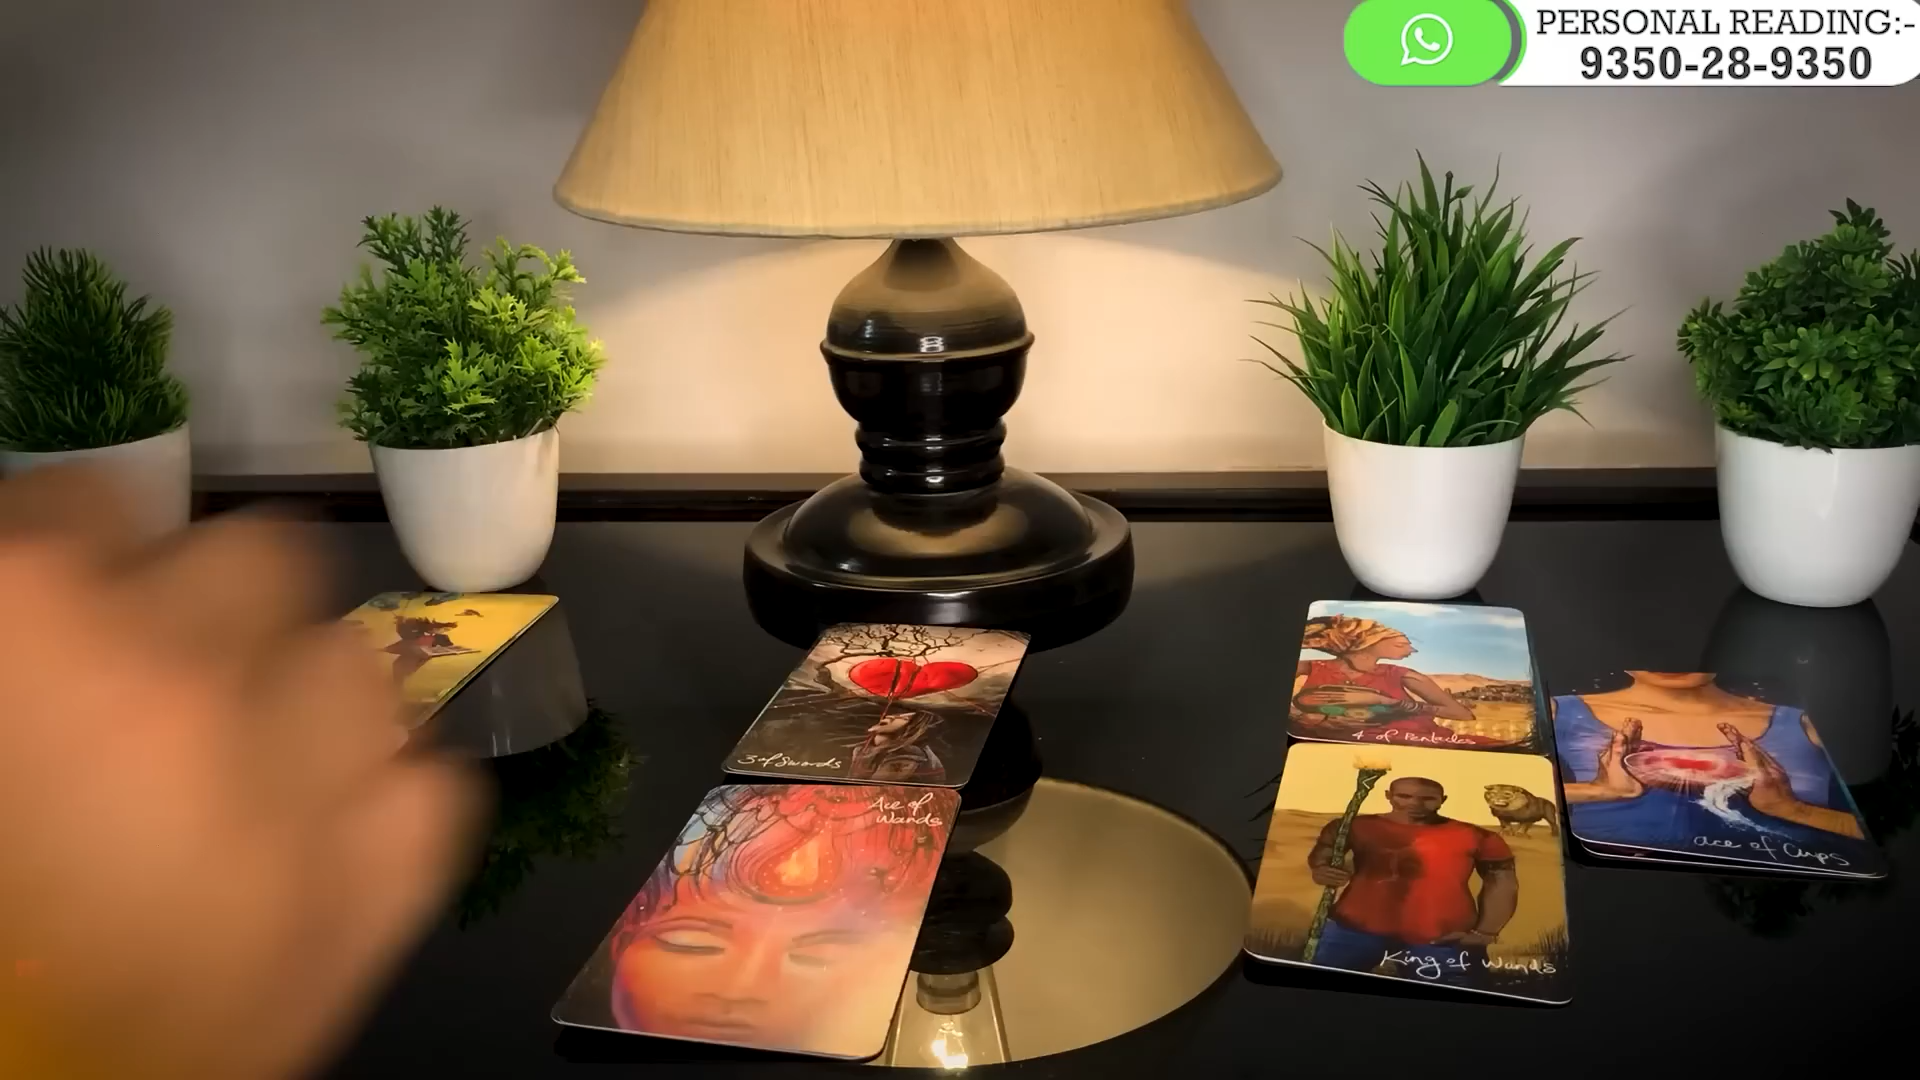 PERSONAL READING:-
9350-28-9350
3 of Swords
Ace of
Wands
4 of Pentacles
King of Wands
ace of Cups